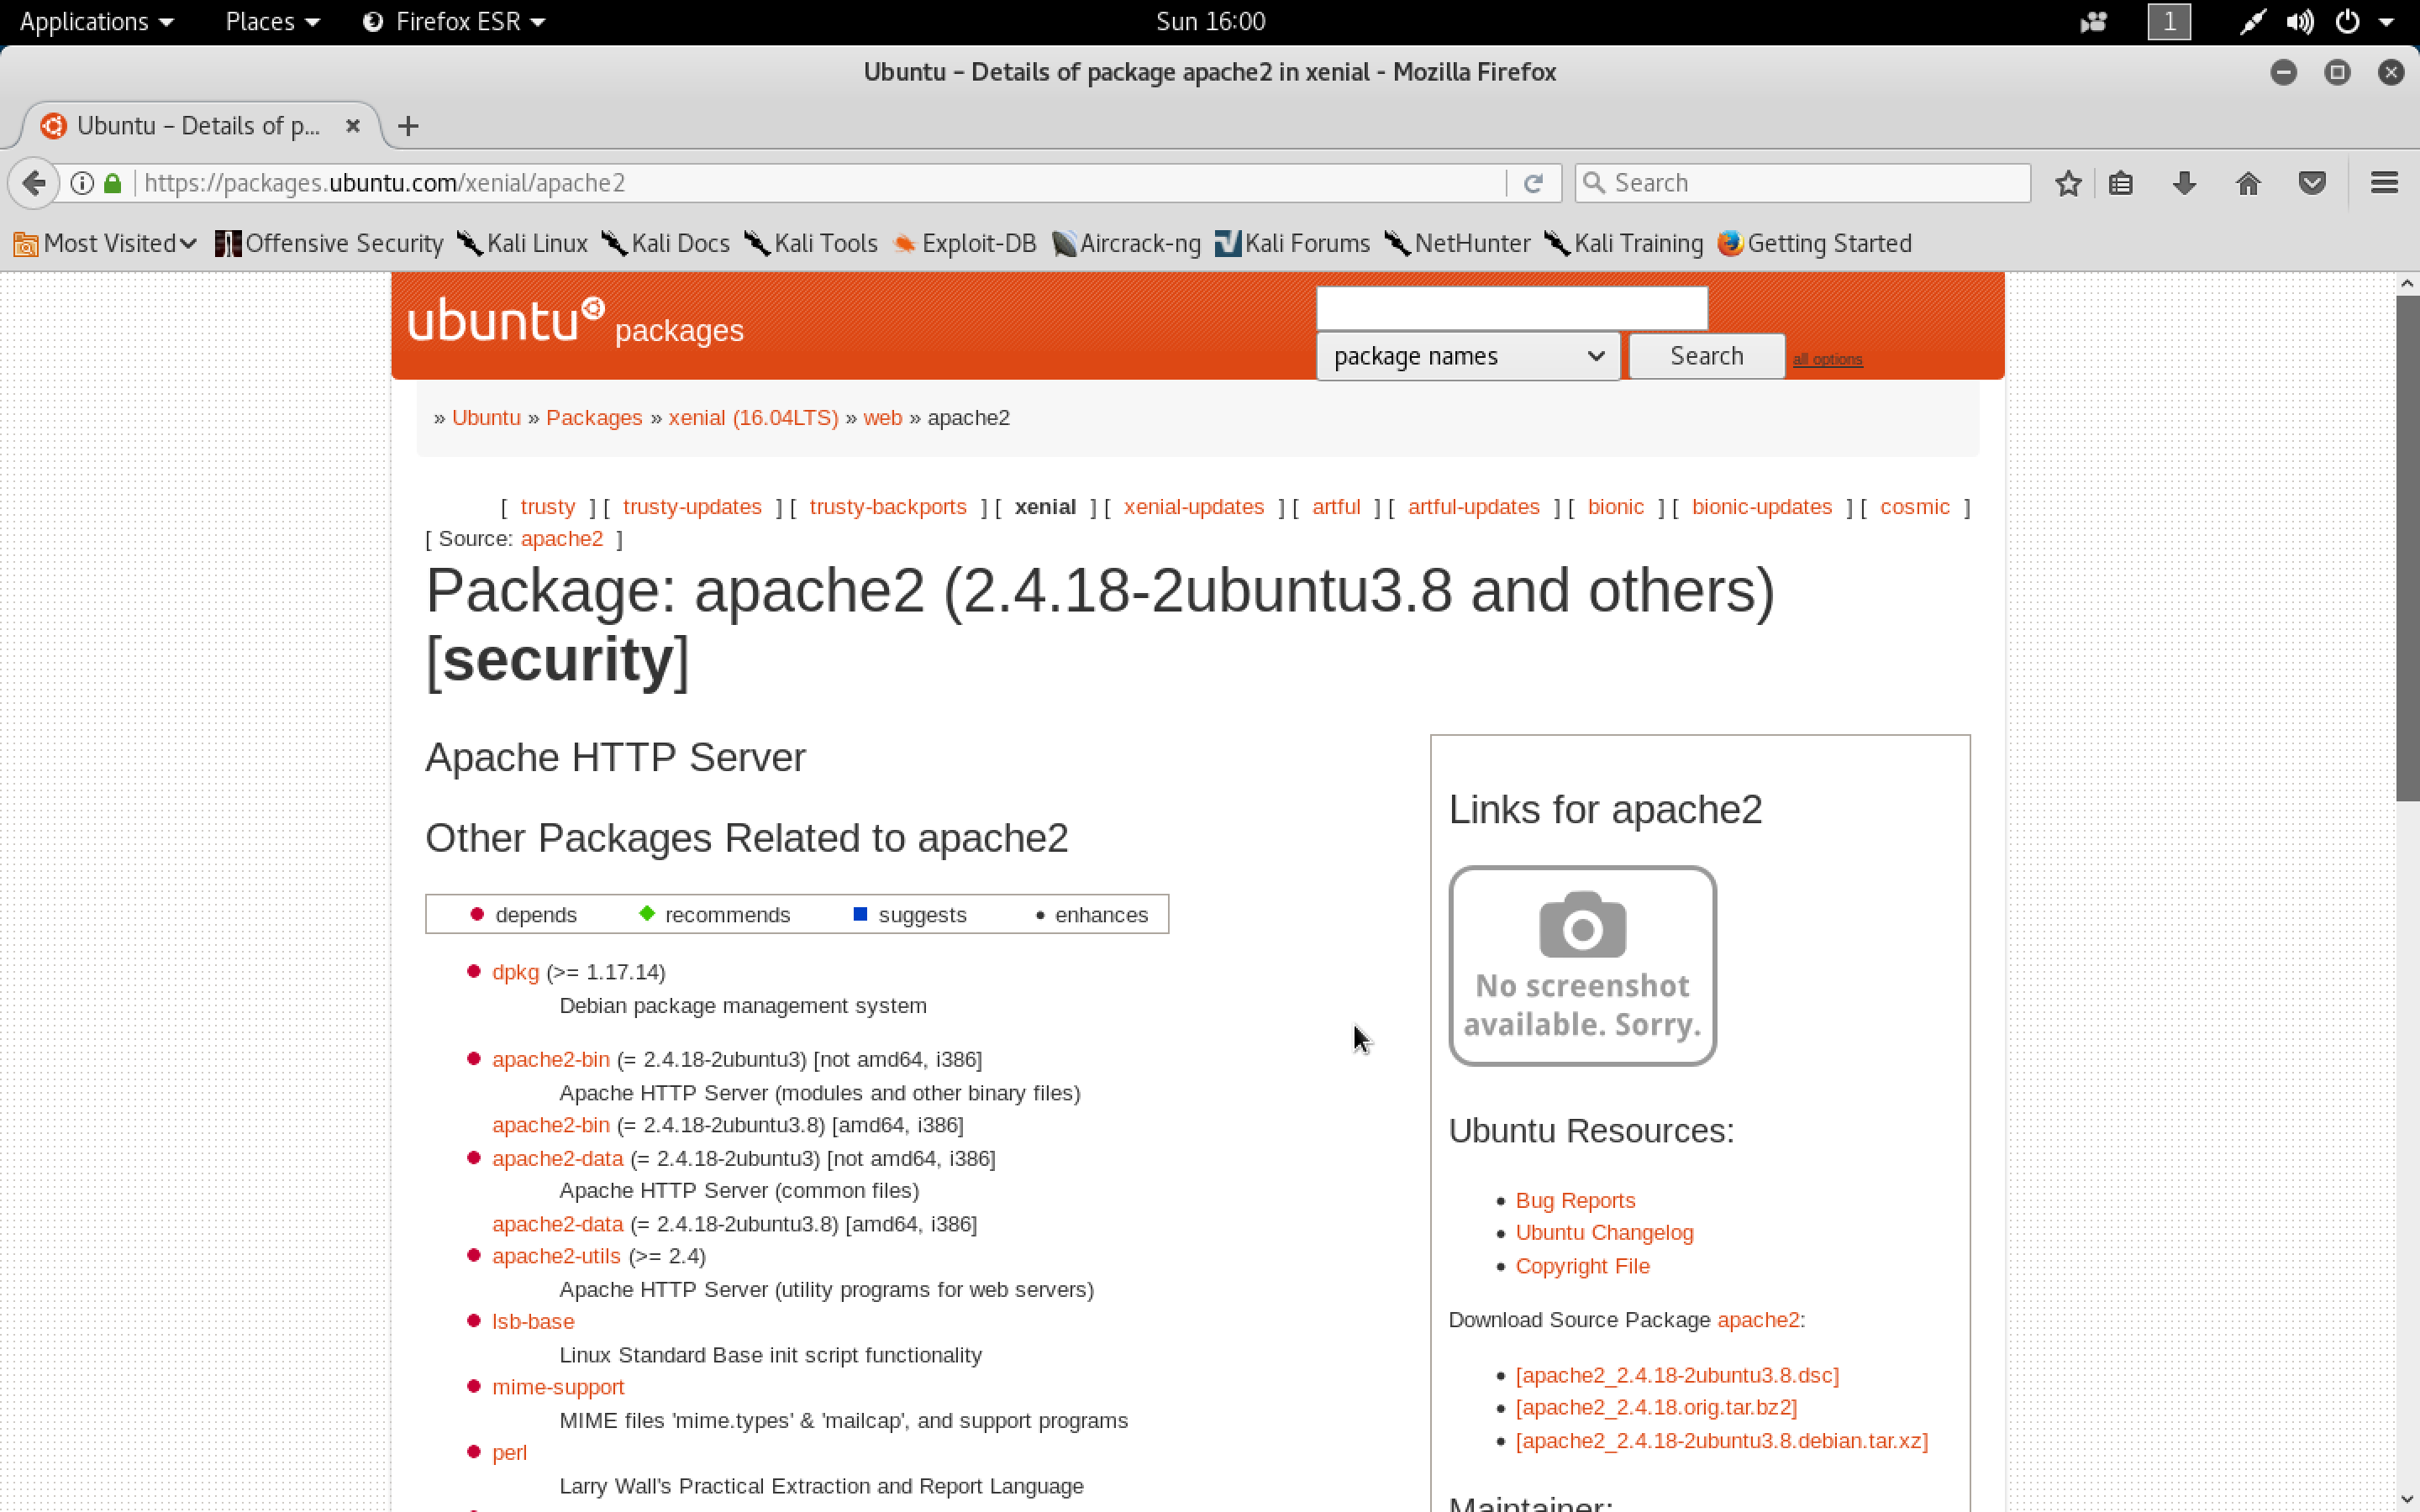 Applications Places Firefox ESR Sun 16:00 1
Ubuntu – Details of package apache2 in xenial - Mozilla Firefox
Ubuntu – Details of p...
https://packages.ubuntu.com/xenial/apache2 Search
Most Visited Offensive Security Kali Linux Kali Docs Kali Tools Exploit-DB Aircrack-ng Kali Forums NetHunter Kali Training Getting Started
ubuntu packages
package names Search all options
» Ubuntu » Packages » xenial (16.04LTS) » web » apache2
[ trusty ] [ trusty-updates ] [ trusty-backports ] [ xenial ] [ xenial-updates ] [ artful ] [ artful-updates ] [ bionic ] [ bionic-updates ] [ cosmic ]
[ Source: apache2 ]
Package: apache2 (2.4.18-2ubuntu3.8 and others)
[security]
Apache HTTP Server
Other Packages Related to apache2
depends recommends suggests enhances
dpkg (>= 1.17.14)
Debian package management system
apache2-bin (= 2.4.18-2ubuntu3) [not amd64, i386]
Apache HTTP Server (modules and other binary files)
apache2-bin (= 2.4.18-2ubuntu3.8) [amd64, i386]
apache2-data (= 2.4.18-2ubuntu3) [not amd64, i386]
Apache HTTP Server (common files)
apache2-data (= 2.4.18-2ubuntu3.8) [amd64, i386]
apache2-utils (>= 2.4)
Apache HTTP Server (utility programs for web servers)
lsb-base
Linux Standard Base init script functionality
mime-support
MIME files 'mime.types' & 'mailcap', and support programs
perl
Larry Wall's Practical Extraction and Report Language
Links for apache2
No screenshot
available. Sorry.
Ubuntu Resources:
Bug Reports
Ubuntu Changelog
Copyright File
Download Source Package apache2:
[apache2_2.4.18-2ubuntu3.8.dsc]
[apache2_2.4.18.orig.tar.bz2]
[apache2_2.4.18-2ubuntu3.8.debian.tar.xz]
Maintainer: